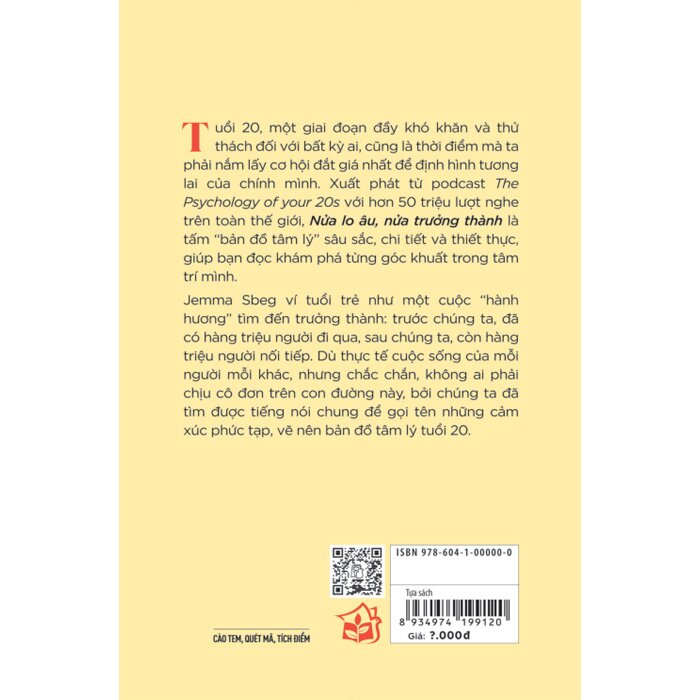 Tuổi 20, một giai đoạn đầy khó khăn và thử
thách đối với bất kỳ ai, cũng là thời điểm mà ta
phải nắm lấy cơ hội đắt giá nhất để định hình tương
lai của chính mình. Xuất phát từ podcast The
Psychology of your 20s với hơn 50 triệu lượt nghe
trên toàn thế giới, Nửa lo âu, nửa trưởng thành là
tấm “bản đồ tâm lý” sâu sắc, chi tiết và thiết thực,
giúp bạn đọc khám phá từng góc khuất trong tâm
trí mình.
Jemma Sbeg ví tuổi trẻ như một cuộc “hành
hương” tìm đến trưởng thành: trước chúng ta, đã
có hàng triệu người đi qua, sau chúng ta, còn hàng
triệu người nối tiếp. Dù thực tế cuộc sống của mỗi
người mỗi khác, nhưng chắc chắn, không ai phải
chịu cô đơn trên con đường này, bởi chúng ta đã
tìm được tiếng nói chung để gọi tên những cảm
xúc phức tạp, vẽ nên bản đồ tâm lý tuổi 20.
ISBN 978-604-1-00000-0
Tựa sách
8 934974 199120
Giá: ?.000đ
CÀO TEM, QUÉT MÃ, TÍCH ĐIỂM